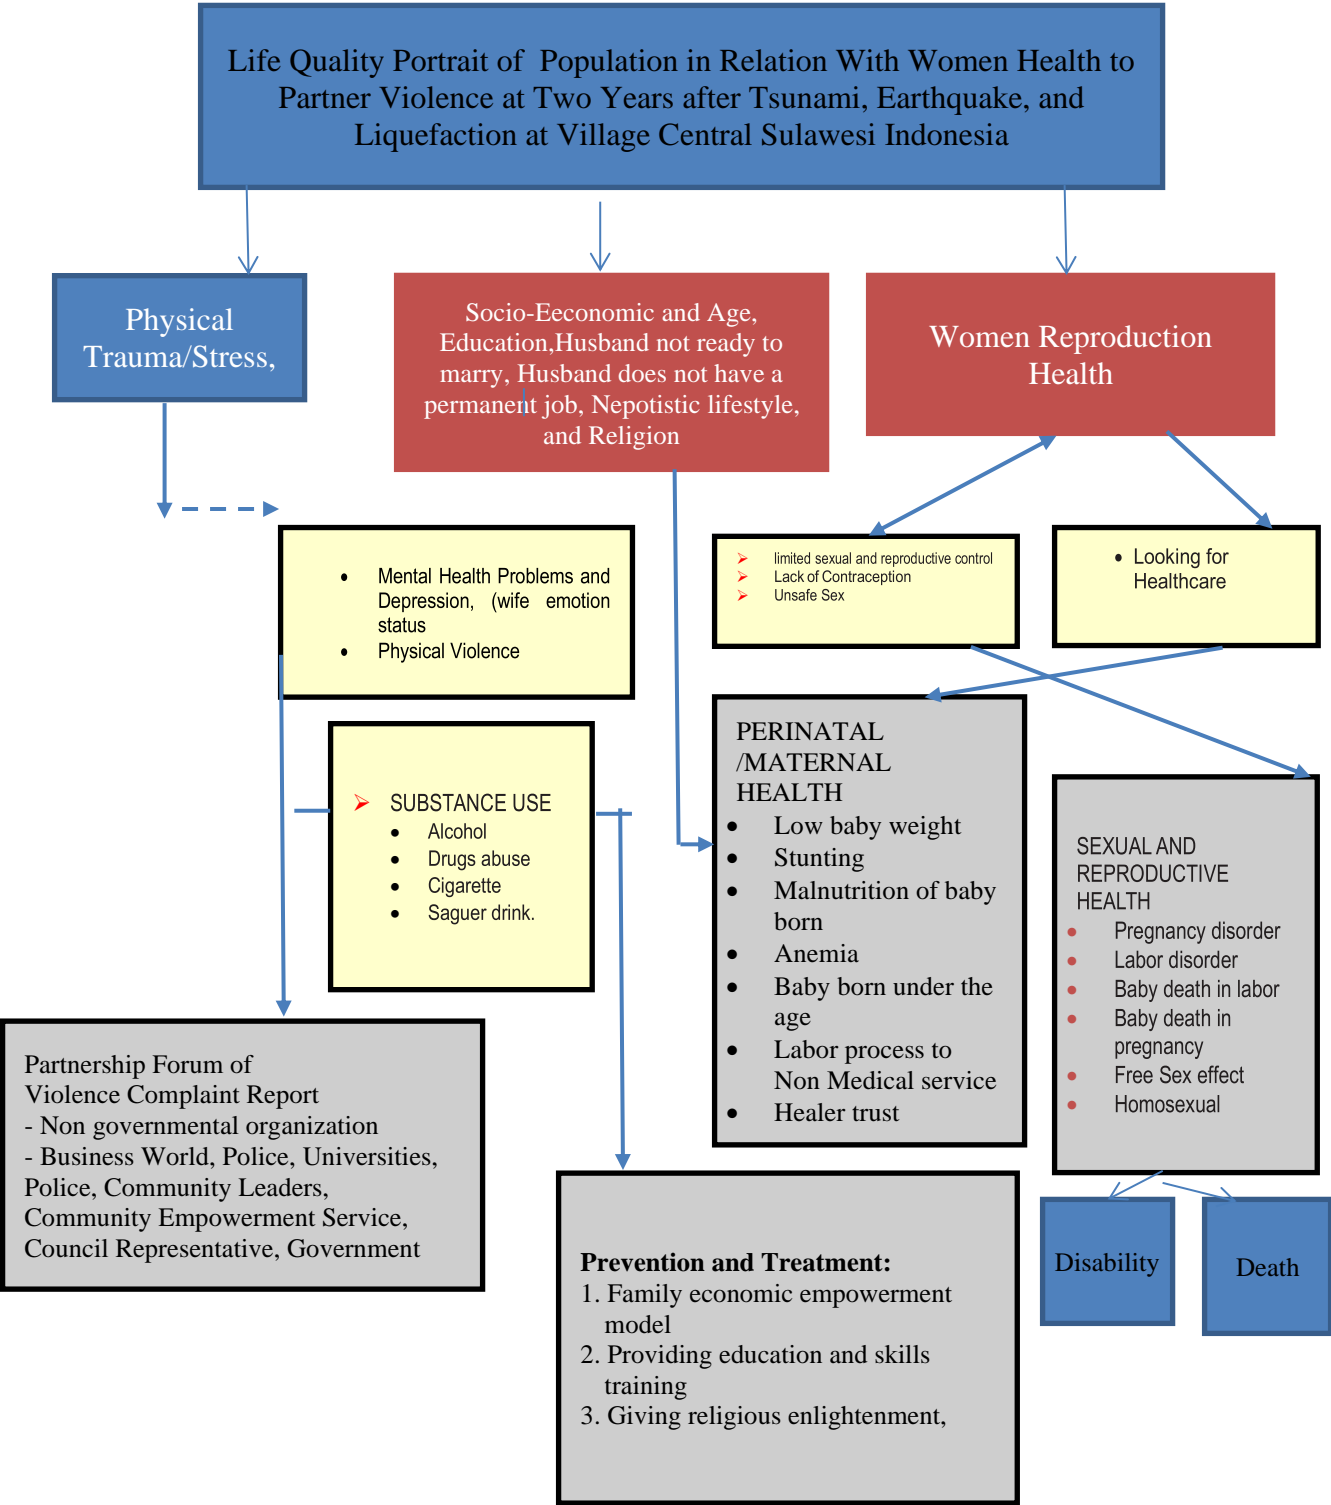 Life Quality Portrait of Population in Relation With Women Health to
Partner Violence at Two Years after Tsunami, Earthquake, and
Liquefaction at Village Central Sulawesi Indonesia
Physical
Trauma/Stress,
Socio-Eeconomic and Age,
Education,Husband not ready to
marry, Husband does not have a
permanent job, Nepotistic lifestyle,
and Religion
Women Reproduction
Health
• Mental Health Problems and
Depression, (wife emotion
status
• Physical Violence
➢ limited sexual and reproductive control
➢ Lack of Contraception
➢ Unsafe Sex
• Looking for
Healthcare
➢ SUBSTANCE USE
• Alcohol
• Drugs abuse
• Cigarette
• Saguer drink.
PERINATAL
/MATERNAL
HEALTH
• Low baby weight
• Stunting
• Malnutrition of baby
born
• Anemia
• Baby born under the
age
• Labor process to
Non Medical service
• Healer trust
SEXUAL AND
REPRODUCTIVE
HEALTH
• Pregnancy disorder
• Labor disorder
• Baby death in labor
• Baby death in
pregnancy
• Free Sex effect
• Homosexual
Partnership Forum of
Violence Complaint Report
- Non governmental organization
- Business World, Police, Universities,
Police, Community Leaders,
Community Empowerment Service,
Council Representative, Government
Prevention and Treatment:
1. Family economic empowerment
model
2. Providing education and skills
training
3. Giving religious enlightenment,
Disability
Death